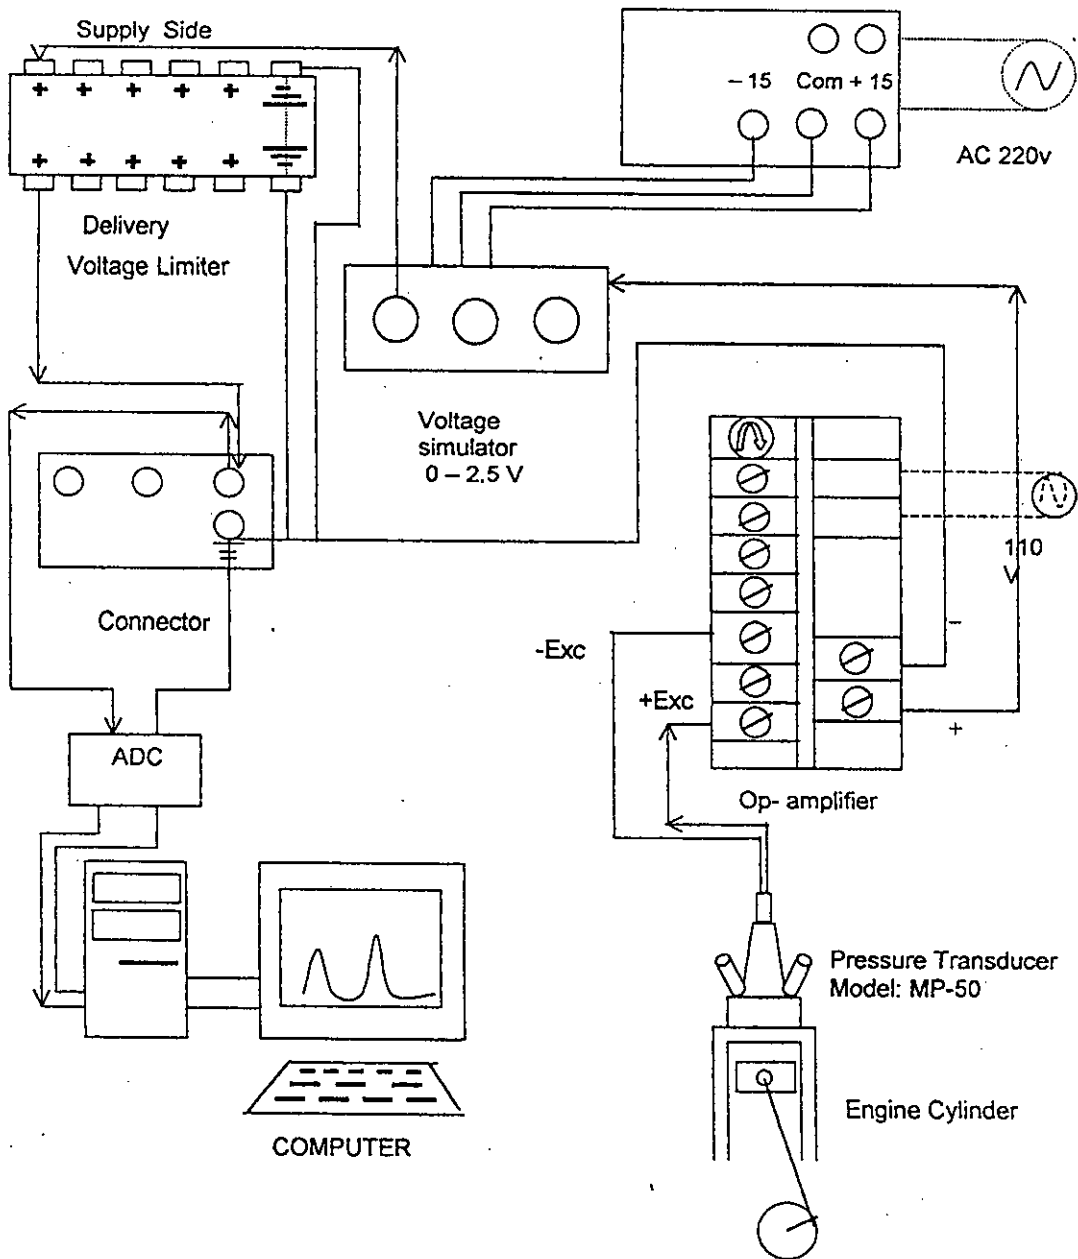 Supply Side
+ + + + +
+ + + + +
Delivery
Voltage Limiter
– 15 Com + 15
AC 220v
Voltage
simulator
0 – 2.5 V
110
Connector
-Exc
+Exc
–
+
ADC
Op- amplifier
Pressure Transducer
Model: MP-50
Engine Cylinder
COMPUTER